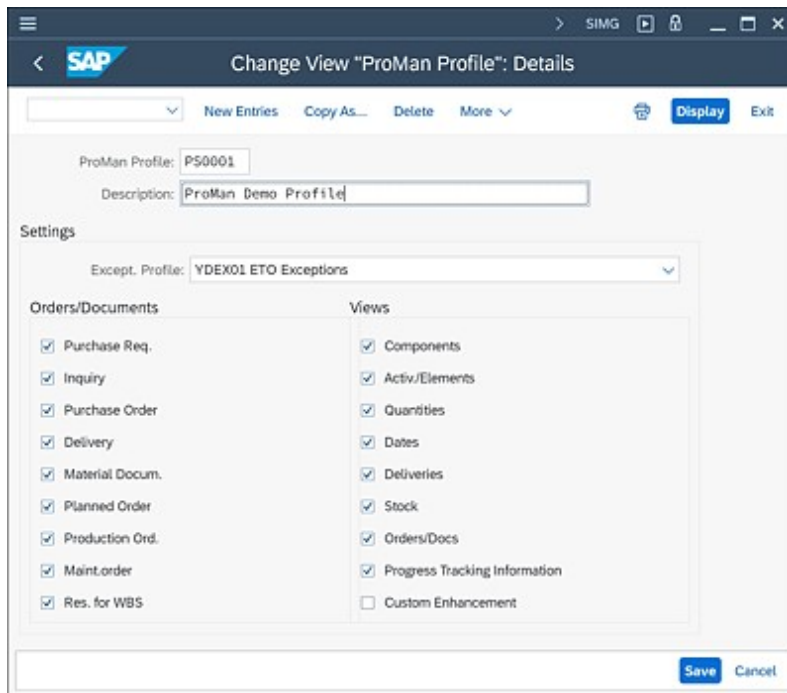 SIMG
SAP Change View "ProMan Profile": Details
New Entries Copy As... Delete More Display Exit
ProMan Profile: PS0001
Description: ProMan Demo Profile
Settings
Except. Profile: YDEX01 ETO Exceptions
Orders/Documents Views
Purchase Req. Components
Inquiry Activ./Elements
Purchase Order Quantities
Delivery Dates
Material Docum. Deliveries
Planned Order Stock
Production Ord. Orders/Docs
Maint.order Progress Tracking Information
Res. for WBS Custom Enhancement
Save Cancel